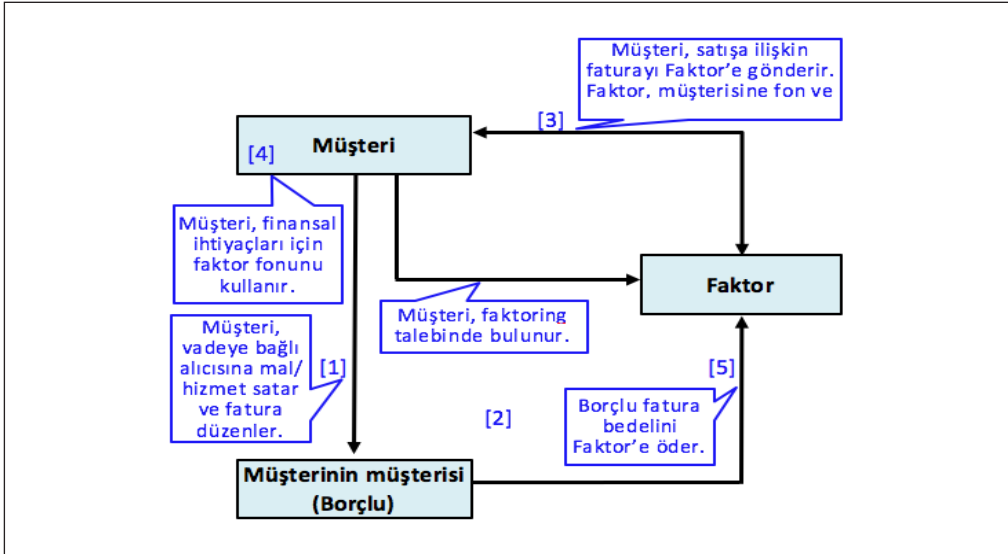 Müşteri, satışa ilişkin
faturayı Faktor’e gönderir.
Faktor, müşterisine fon ve
[3]
Müşteri
[4]
Müşteri, finansal
ihtiyaçları için
faktor fonunu
kullanır.
Faktor
Müşteri, faktoring
talebinde bulunur.
Müşteri,
vadeye bağlı
alıcısına mal/
hizmet satar
ve fatura
düzenler.
[1]
[2]
[5]
Borçlu fatura
bedelini
Faktor’e öder.
Müşterinin müşterisi
(Borçlu)